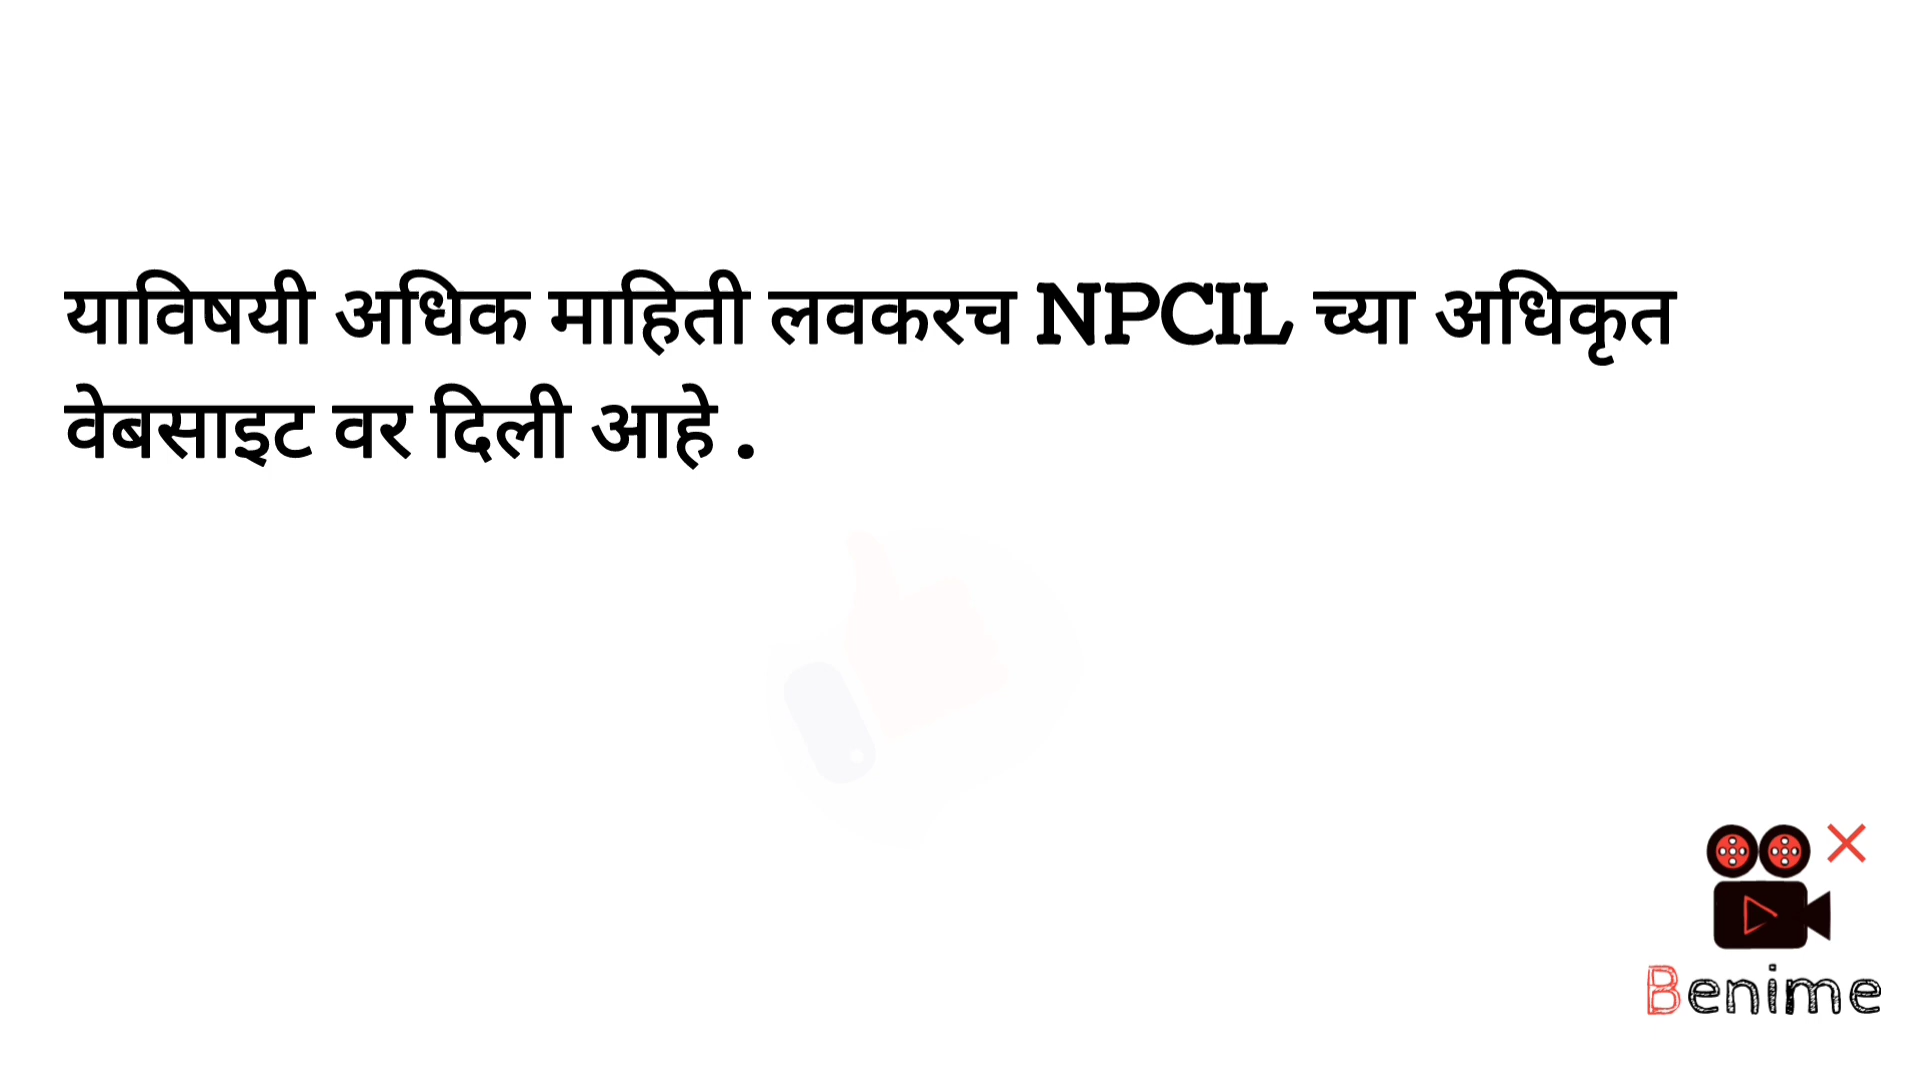 याविषयी अधिक माहिती लवकरच NPCIL च्या अधिकृत
वेबसाइट वर दिली आहे .
Benime